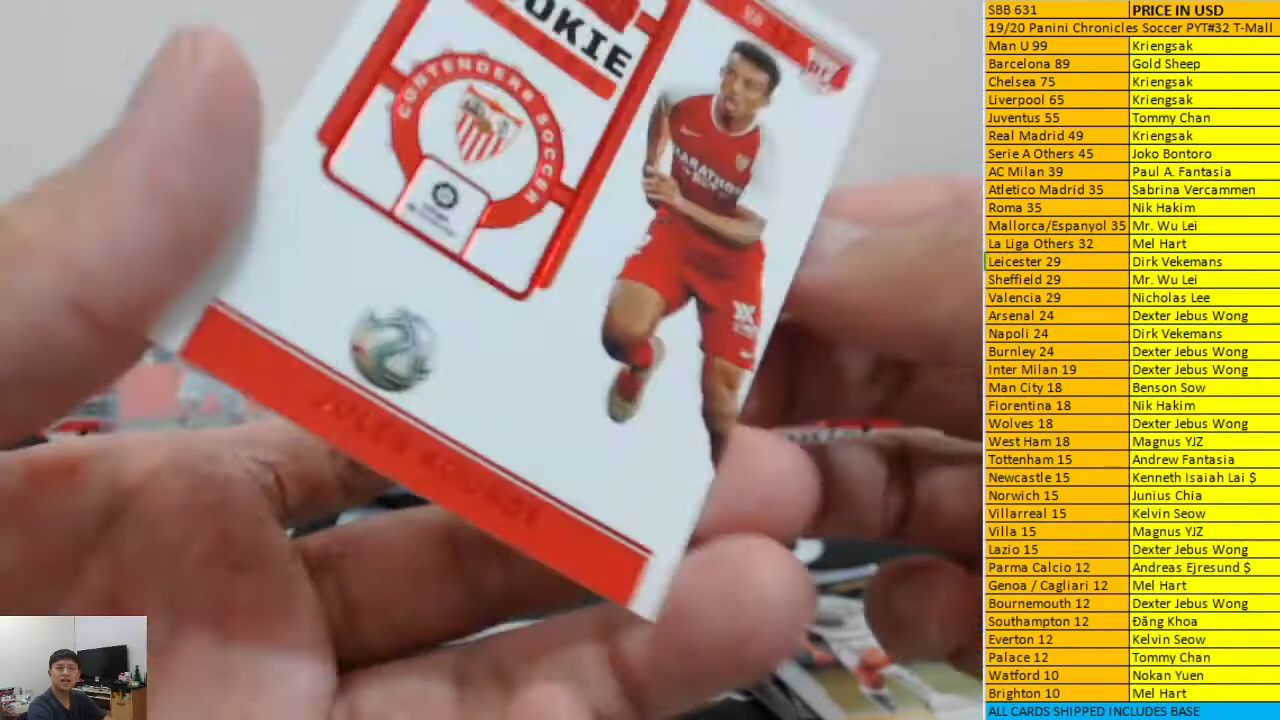 ROOKIE
CONTENDERS SOCCER
MARATHON
BET
JULES KOUNDE
SBB 631 PRICE IN USD
19/20 Panini Chronicles Soccer PYT#32 T-Mall
Man U 99 Kriengsak
Barcelona 89 Gold Sheep
Chelsea 75 Kriengsak
Liverpool 65 Kriengsak
Juventus 55 Tommy Chan
Real Madrid 49 Kriengsak
Serie A Others 45 Joko Bontoro
AC Milan 39 Paul A. Fantasia
Atletico Madrid 35 Sabrina Vercammen
Roma 35 Nik Hakim
Mallorca/Espanyol 35 Mr. Wu Lei
La Liga Others 32 Mel Hart
Leicester 29 Dirk Vekemans
Sheffield 29 Mr. Wu Lei
Valencia 29 Nicholas Lee
Arsenal 24 Dexter Jebus Wong
Napoli 24 Dirk Vekemans
Burnley 24 Dexter Jebus Wong
Inter Milan 19 Dexter Jebus Wong
Man City 18 Benson Sow
Fiorentina 18 Nik Hakim
Wolves 18 Dexter Jebus Wong
West Ham 18 Magnus YJZ
Tottenham 15 Andrew Fantasia
Newcastle 15 Kenneth Isaiah Lai $
Norwich 15 Junius Chia
Villarreal 15 Kelvin Seow
Villa 15 Magnus YJZ
Lazio 15 Dexter Jebus Wong
Parma Calcio 12 Andreas Ejresund $
Genoa / Cagliari 12 Mel Hart
Bournemouth 12 Dexter Jebus Wong
Southampton 12 Đăng Khoa
Everton 12 Kelvin Seow
Palace 12 Tommy Chan
Watford 10 Nokan Yuen
Brighton 10 Mel Hart
ALL CARDS SHIPPED INCLUDES BASE